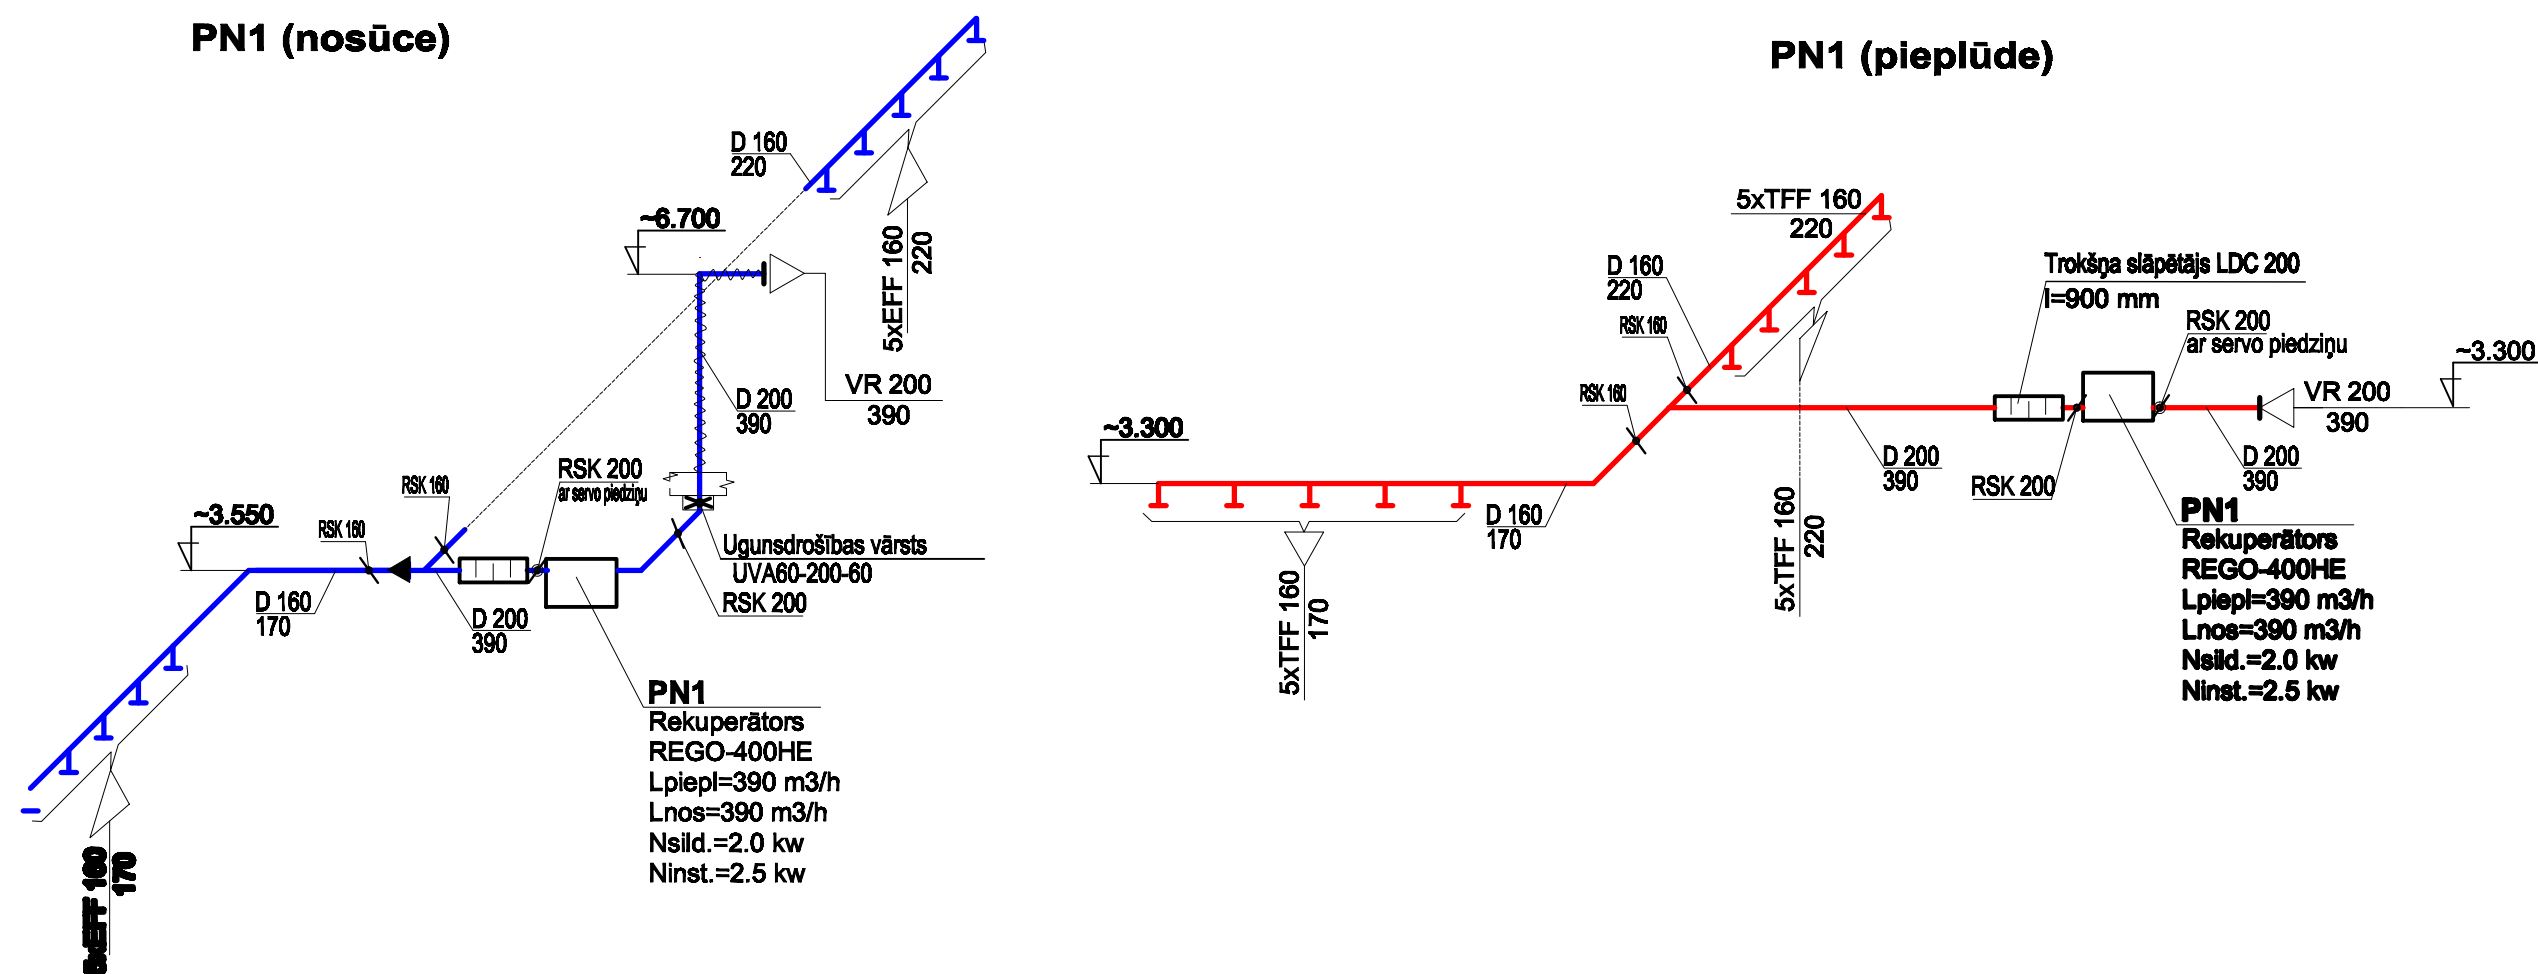 PN1 (nosūce)
D 160
220
~6.700
5xEFF 160
220
VR 200
390
D 200
390
RSK 200
ar servo piedziņu
RSK 160
~3.550
RSK 160
D 160
170
D 200
390
Ugunsdrošības vārsts
UVA60-200-60
RSK 200
PN1
Rekuperātors
REGO-400HE
Lpiepl=390 m3/h
Lnos=390 m3/h
Nsild.=2.0 kw
Ninst.=2.5 kw
5xEFF 160
170
PN1 (pieplūde)
5xTFF 160
220
D 160
220
RSK 160
RSK 160
Trokšņa slāpētājs LDC 200
l=900 mm
RSK 200
ar servo piedziņu
~3.300
VR 200
390
~3.300
D 160
170
5xTFF 160
170
5xTFF 160
220
D 200
390
RSK 200
D 200
390
PN1
Rekuperātors
REGO-400HE
Lpiepl=390 m3/h
Lnos=390 m3/h
Nsild.=2.0 kw
Ninst.=2.5 kw